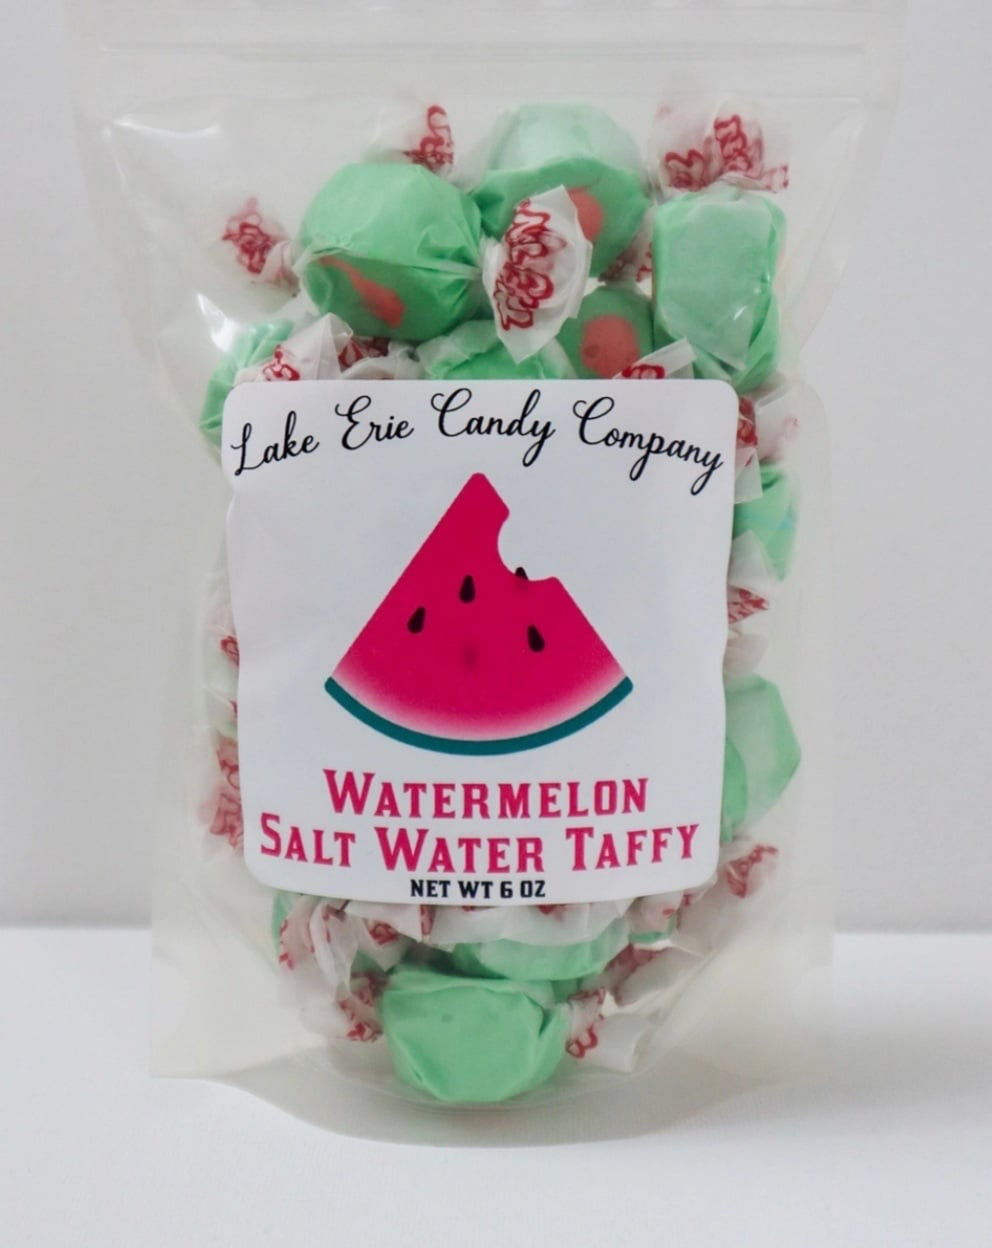 Lake Erie Candy Company
Watermelon
Salt Water Taffy
NET WT 6 OZ